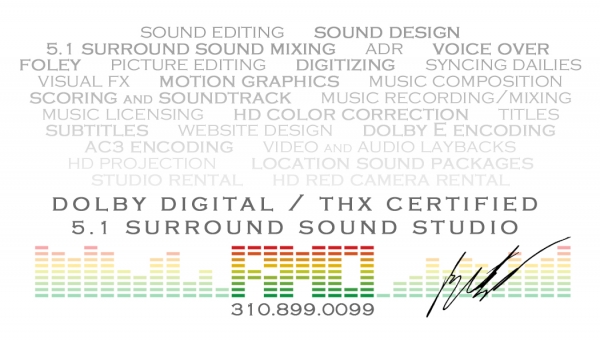 SOUND EDITING SOUND DESIGN
5.1 SURROUND SOUND MIXING ADR VOICE OVER
FOLEY PICTURE EDITING DIGITIZING SYNCING DAILIES
VISUAL FX MOTION GRAPHICS MUSIC COMPOSITION
SCORING AND SOUNDTRACK MUSIC RECORDING/MIXING
MUSIC LICENSING HD COLOR CORRECTION TITLES
SUBTITLES WEBSITE DESIGN DOLBY E ENCODING
AC3 ENCODING VIDEO AND AUDIO LAYBACKS
HD PROJECTION LOCATION SOUND PACKAGES
STUDIO RENTAL HD RED CAMERA RENTAL
DOLBY DIGITAL / THX CERTIFIED
5.1 SURROUND SOUND STUDIO
310.899.0099